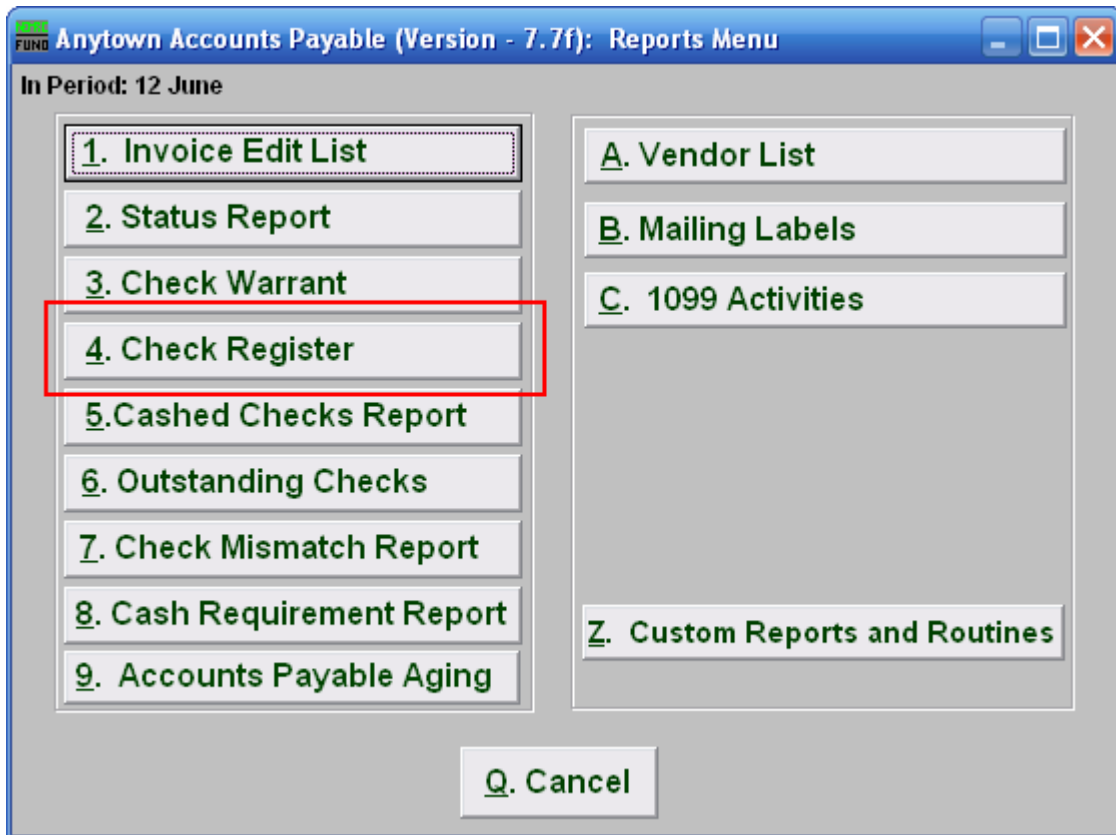 FUND Anytown Accounts Payable (Version - 7.7f): Reports Menu
In Period: 12 June
1. Invoice Edit List
2. Status Report
3. Check Warrant
4. Check Register
5.Cashed Checks Report
6. Outstanding Checks
7. Check Mismatch Report
8. Cash Requirement Report
9. Accounts Payable Aging
A. Vendor List
B. Mailing Labels
C. 1099 Activities
Z. Custom Reports and Routines
Q. Cancel